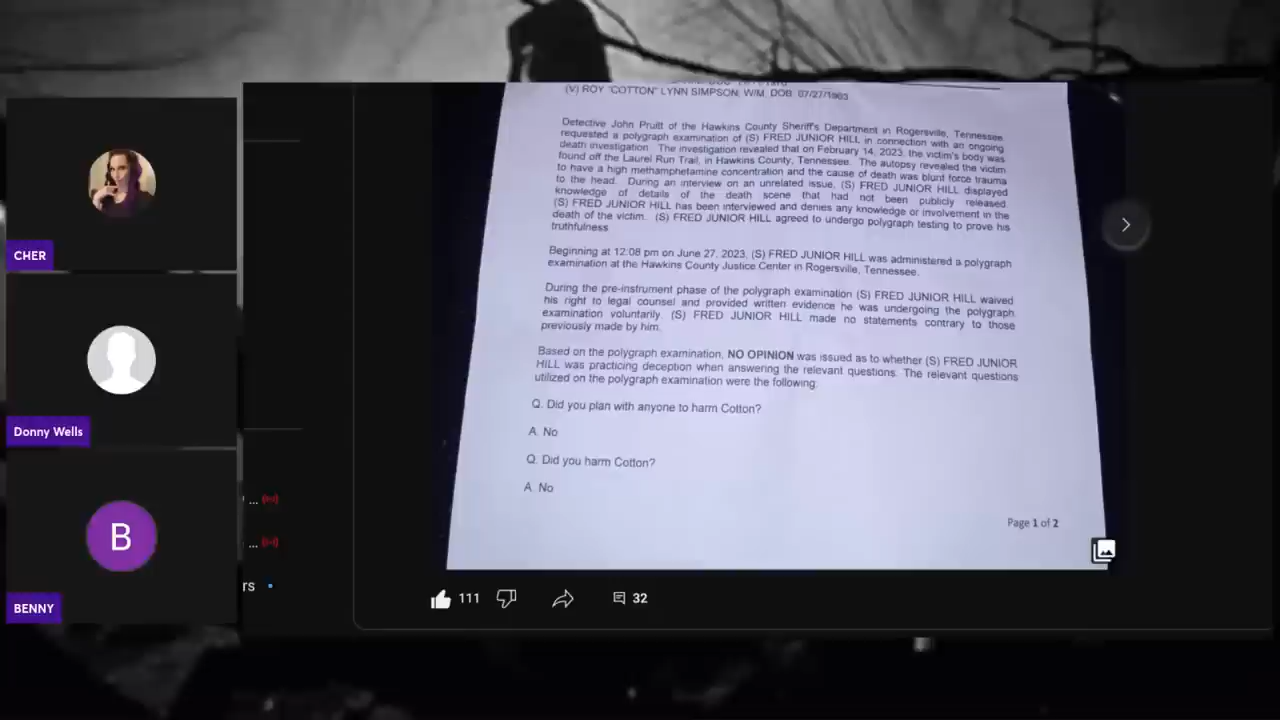 (V) ROY "COTTON" LYNN SIMPSON; W/M, DOB: 07/27/1963
Detective John Pruitt of the Hawkins County Sheriff's Department in Rogersville, Tennessee
requested a polygraph examination of (S) FRED JUNIOR HILL in connection with an ongoing
death investigation. The investigation revealed that on February 14, 2023, the victim's body was
found off the Laurel Run Trail, in Hawkins County, Tennessee. The autopsy revealed the victim
to have a high methamphetamine concentration and the cause of death was blunt force trauma
to the head. During an interview on an unrelated issue, (S) FRED JUNIOR HILL displayed
knowledge of details of the death scene that had not been publicly released.
(S) FRED JUNIOR HILL has been interviewed and denies any knowledge or involvement in the
death of the victim. (S) FRED JUNIOR HILL agreed to undergo polygraph testing to prove his
truthfulness.
Beginning at 12:08 pm on June 27, 2023, (S) FRED JUNIOR HILL was administered a polygraph
examination at the Hawkins County Justice Center in Rogersville, Tennessee.
During the pre-instrument phase of the polygraph examination (S) FRED JUNIOR HILL waived
his right to legal counsel and provided written evidence he was undergoing the polygraph
examination voluntarily. (S) FRED JUNIOR HILL made no statements contrary to those
previously made by him.
Based on the polygraph examination, NO OPINION was issued as to whether (S) FRED JUNIOR
HILL was practicing deception when answering the relevant questions. The relevant questions
utilized on the polygraph examination were the following:
Q. Did you plan with anyone to harm Cotton?
A. No
Q. Did you harm Cotton?
A. No
Page 1 of 2
CHER
Donny Wells
B
BENNY
...
...
rs
111
32